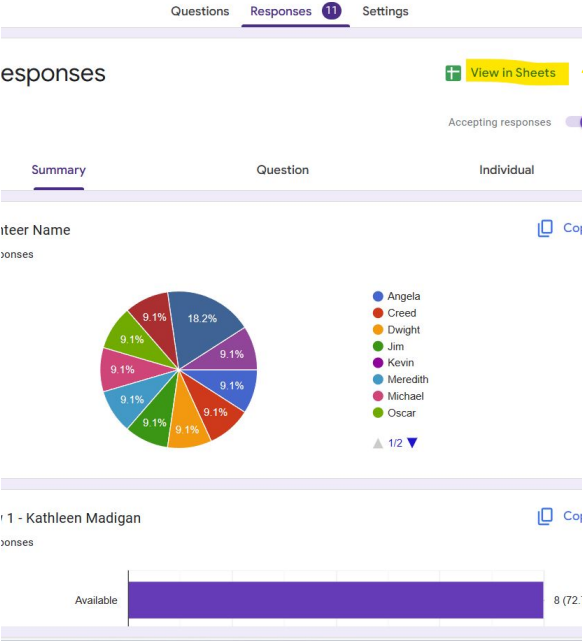 Questions Responses 11 Settings
esponses
View in Sheets
Accepting responses
Summary Question Individual
nteer Name
Cop
ponses
18.2%
9.1%
9.1%
9.1%
9.1%
9.1%
9.1%
9.1%
9.1%
9.1%
Angela
Creed
Dwight
Jim
Kevin
Meredith
Michael
Oscar
1/2
1 - Kathleen Madigan
Cop
ponses
Available
8 (72.